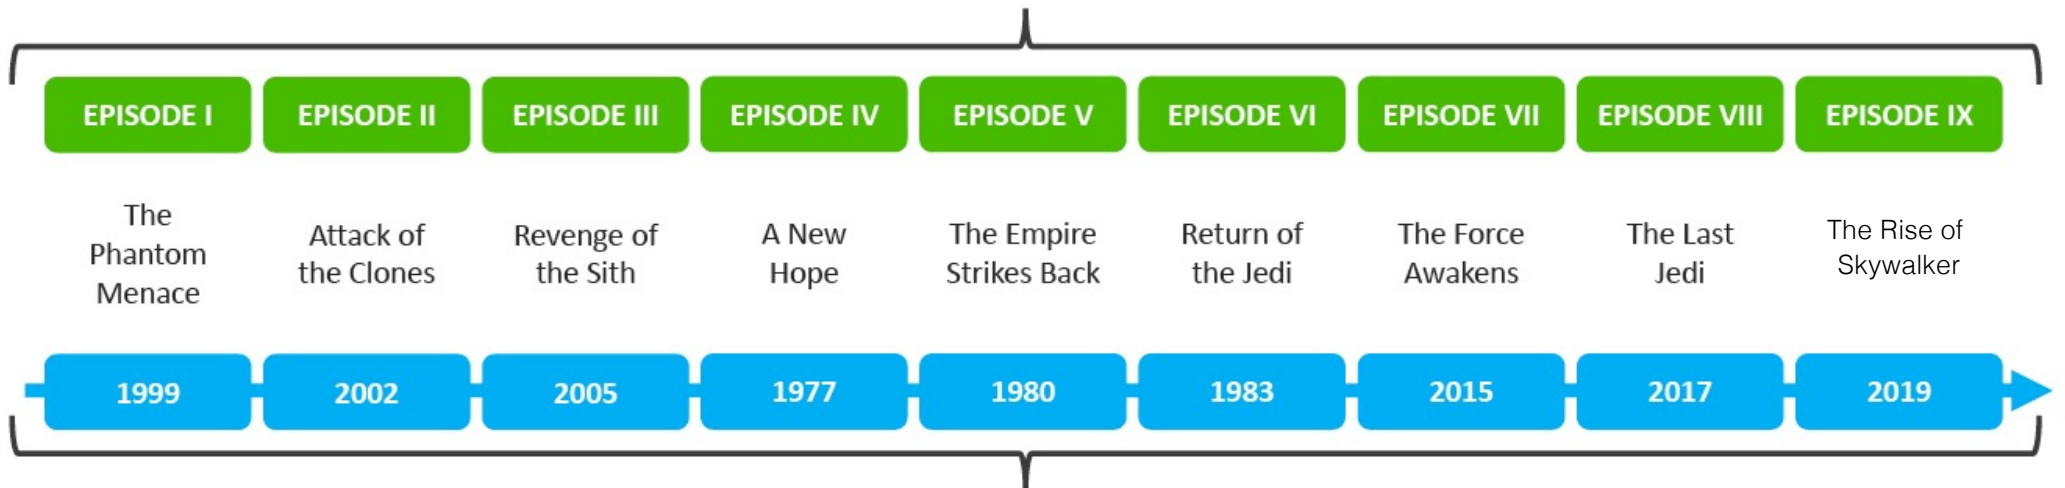 EPISODE I
EPISODE II
EPISODE III
EPISODE IV
EPISODE V
EPISODE VI
EPISODE VII
EPISODE VIII
EPISODE IX
The
Phantom
Menace
Attack of
the Clones
Revenge of
the Sith
A New
Hope
The Empire
Strikes Back
Return of
the Jedi
The Force
Awakens
The Last
Jedi
The Rise of
Skywalker
1999
2002
2005
1977
1980
1983
2015
2017
2019